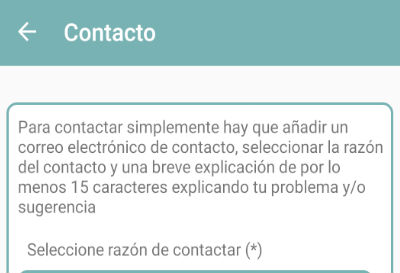 Contacto
Para contactar simplemente hay que añadir un
correo electrónico de contacto, seleccionar la razón
del contacto y una breve explicación de por lo
menos 15 caracteres explicando tu problema y/o
sugerencia
Seleccione razón de contactar (*)